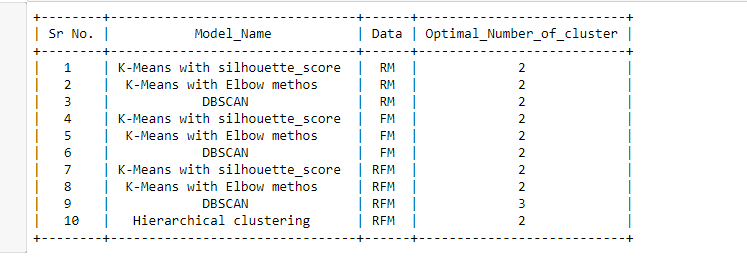 +--------+---------------------------------+------+----------------------------+
| Sr No. |            Model_Name           | Data | Optimal_Number_of_cluster |
+--------+---------------------------------+------+----------------------------+
|   1    | K-Means with silhouette_score |  RM  |             2             |
|   2    |  K-Means with Elbow methos  |  RM  |             2             |
|   3    |             DBSCAN              |  RM  |             2             |
|   4    | K-Means with silhouette_score |  FM  |             2             |
|   5    |  K-Means with Elbow methos  |  FM  |             2             |
|   6    |             DBSCAN              |  FM  |             2             |
|   7    | K-Means with silhouette_score | RFM  |             2             |
|   8    |  K-Means with Elbow methos  | RFM  |             2             |
|   9    |             DBSCAN              | RFM  |             3             |
|   10   |   Hierarchical clustering   | RFM  |             2             |
+--------+---------------------------------+------+----------------------------+